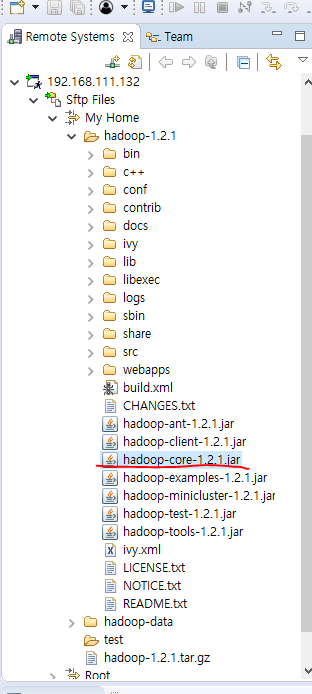 Remote Systems
Team
192.168.111.132
Sftp Files
My Home
hadoop-1.2.1
bin
c++
conf
contrib
docs
ivy
lib
libexec
logs
sbin
share
src
webapps
build.xml
CHANGES.txt
hadoop-ant-1.2.1.jar
hadoop-client-1.2.1.jar
hadoop-core-1.2.1.jar
hadoop-examples-1.2.1.jar
hadoop-minicluster-1.2.1.jar
hadoop-test-1.2.1.jar
hadoop-tools-1.2.1.jar
ivy.xml
LICENSE.txt
NOTICE.txt
README.txt
hadoop-data
test
hadoop-1.2.1.tar.gz
Root